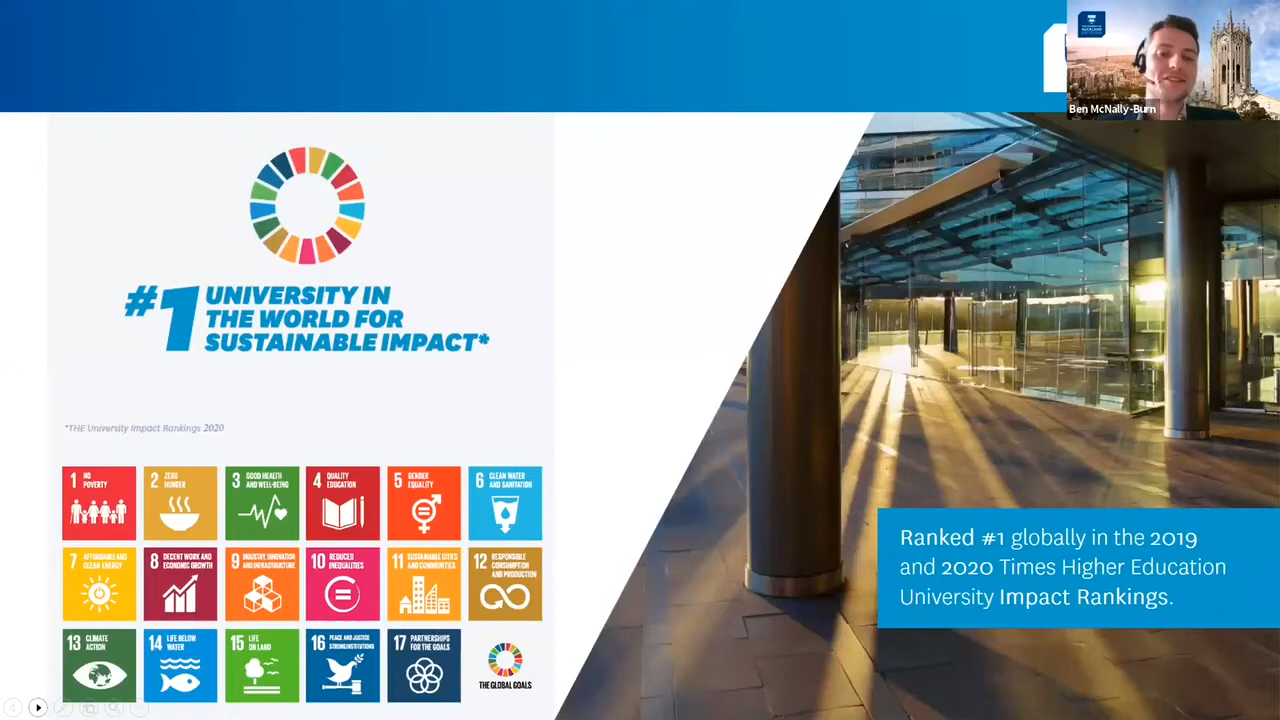 AUCKLAND
Ben McNally-Burn
#1 UNIVERSITY IN
THE WORLD FOR
SUSTAINABLE IMPACT*
*THE University Impact Rankings 2020
1 NO
POVERTY
2 ZERO
HUNGER
3 GOOD HEALTH
AND WELL-BEING
4 QUALITY
EDUCATION
5 GENDER
EQUALITY
6 CLEAN WATER
AND SANITATION
7 AFFORDABLE AND
CLEAN ENERGY
8 DECENT WORK AND
ECONOMIC GROWTH
9 INDUSTRY, INNOVATION
AND INFRASTRUCTURE
10 REDUCED
INEQUALITIES
11 SUSTAINABLE CITIES
AND COMMUNITIES
12 RESPONSIBLE
CONSUMPTION
AND PRODUCTION
13 CLIMATE
ACTION
14 LIFE BELOW
WATER
15 LIFE
ON LAND
16 PEACE AND JUSTICE
STRONG INSTITUTIONS
17 PARTNERSHIPS
FOR THE GOALS
THE GLOBAL GOALS
Ranked #1 globally in the 2019
and 2020 Times Higher Education
University Impact Rankings.